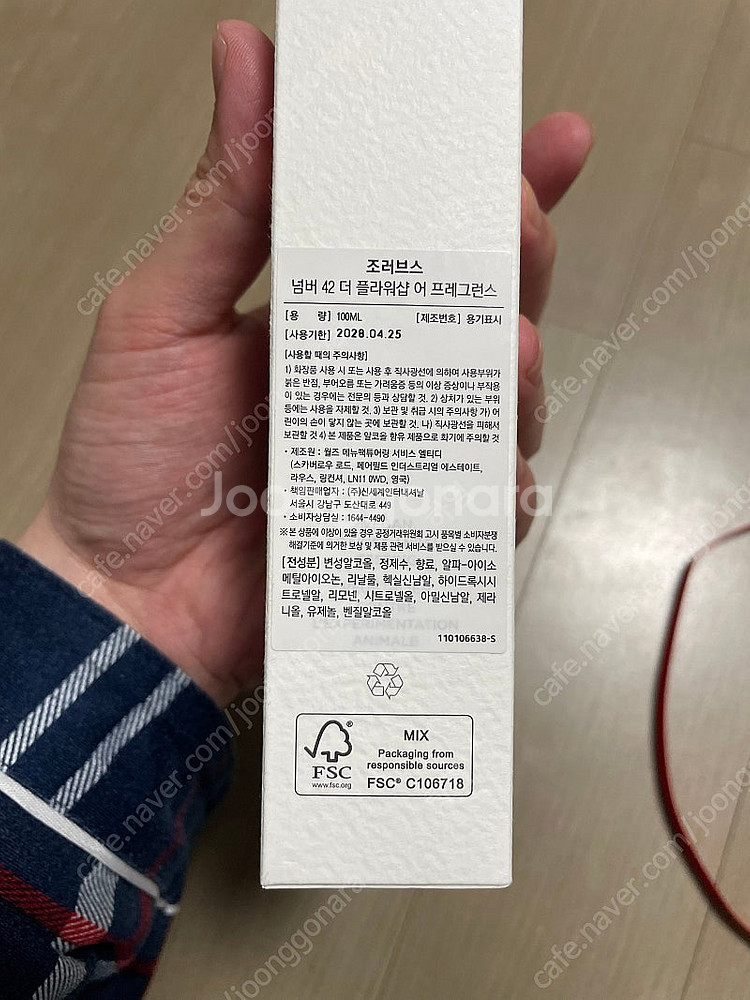 조러브스
넘버 42 더 플라워샵 어 프레그런스
[용 량] 100ML [제조번호] 용기표시
[사용기한] 2028.04.25
[사용할 때의 주의사항]
1) 화장품 사용 시 또는 사용 후 직사광선에 의하여 사용부위가
붉은 반점, 부어오름 또는 가려움증 등의 이상 증상이나 부작용
이 있는 경우에는 전문의 등과 상담할 것. 2) 상처가 있는 부위
등에는 사용을 자제할 것. 3) 보관 및 취급 시의 주의사항 가) 어
린이의 손이 닿지 않는 곳에 보관할 것. 나) 직사광선을 피해서
보관할 것 4) 본 제품은 알코올 함유 제품으로 화기에 주의할 것
· 제조원 : 월즈 메뉴팩튜어링 서비스 엘티디
(스카버로우 로드, 페어필드 인더스트리얼 에스테이트,
라우스, 링컨셔, LN11 0WD, 영국)
· 책임판매업자 : (주)신세계인터내셔날
서울시 강남구 도산대로 449
· 소비자상담실 : 1644-4490
※ 본 상품에 이상이 있을 경우 공정거래위원회 고시 품목별 소비자분쟁
해결기준에 의거한 보상 및 제품 관련 서비스를 받으실 수 있습니다.
[전성분] 변성알코올, 정제수, 향료, 알파-아이소
메틸아이오논, 리날룰, 헥실신남알, 하이드록시시
트로넬알, 리모넨, 시트로넬올, 아밀신남알, 제라
니올, 유제놀, 벤질알코올
L'EXPERIMENTATION
ANIMALE
110106638-S
MIX
Packaging from
responsible sources
FSC® C106718
FSC
www.fsc.org
Joonggonara
cafe.naver.com/joonggonara